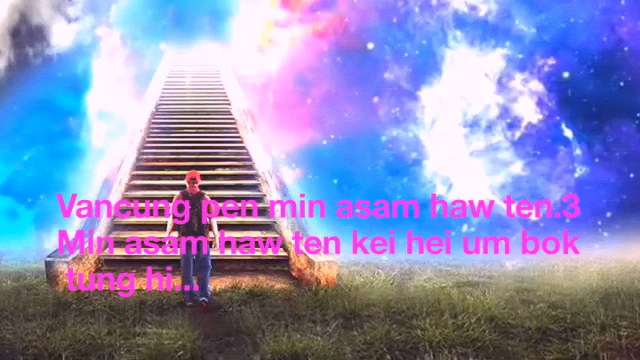 Vancung pen min asam haw ten.3
Min asam haw ten kei hei um bok
tung hi...